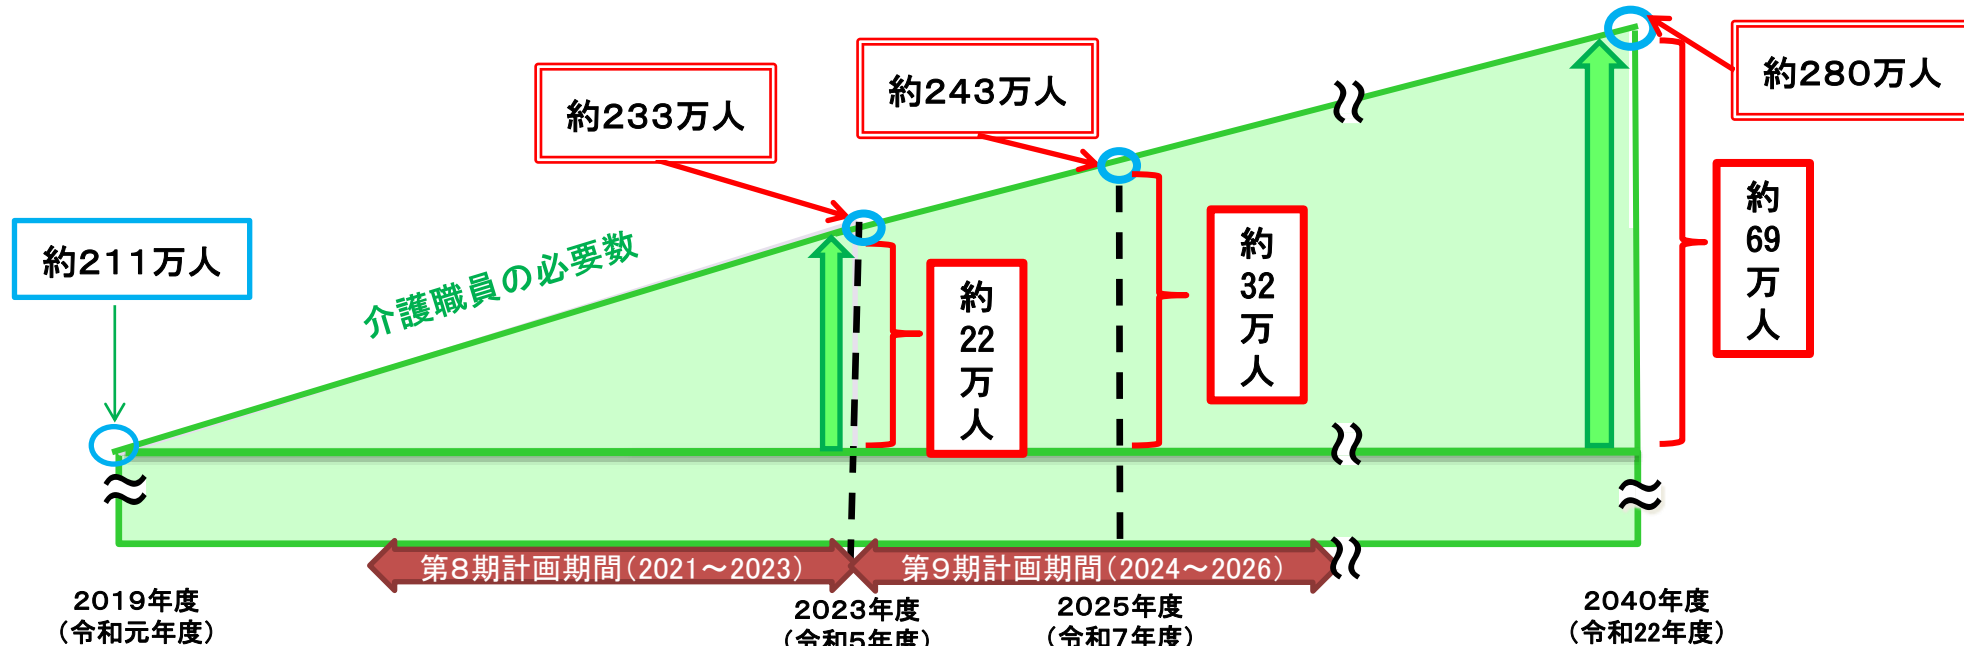 約211万人
約233万人
約243万人
約280万人
介護職員の必要数
約
22
万
人
約
32
万
人
約
69
万
人
第8期計画期間(2021～2023)
第9期計画期間(2024～2026)
2019年度
(令和元年度)
2023年度
(令和5年度)
2025年度
(令和7年度)
2040年度
(令和22年度)